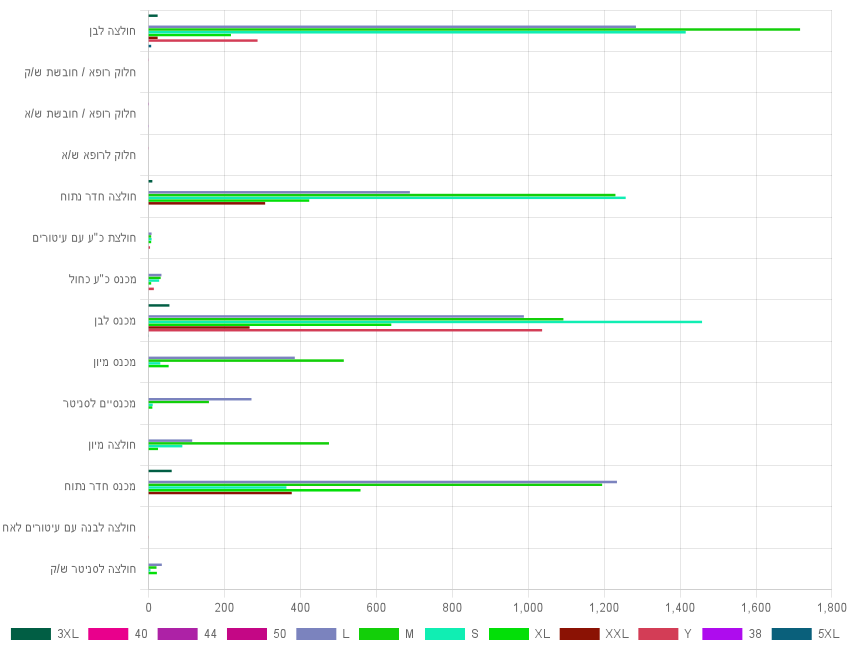 חולצה לבן
חלוק רופא / חובשת ש/ק
חלוק רופא / חובשת ש/א
חלוק לרופא ש/א
חולצה חדר נתוח
חולצת כ"ע עם עיטורים
מכנס כ"ע כחול
מכנס לבן
מכנס מיון
מכנסיים לסניטר
חולצה מיון
מכנס חדר נתוח
חולצה לבנה עם עיטורים לאח
חולצה לסניטר ש/ק
0 200 400 600 800 1,000 1,200 1,400 1,600 1,800
3XL 40 44 50 L M S XL XXL Y 38 5XL